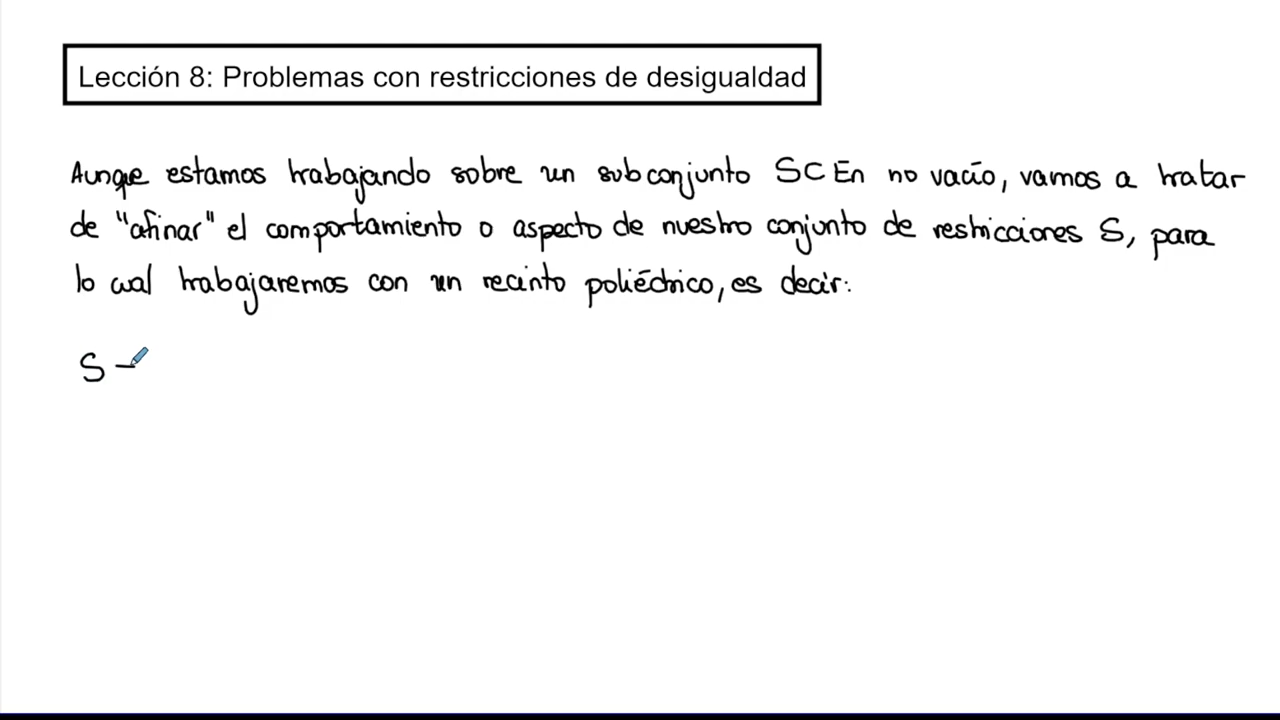 Lección 8: Problemas con restricciones de desigualdad
Aunque estamos trabajando sobre un subconjunto S⊂En no vacío, vamos a tratar
de "afinar" el comportamiento o aspecto de nuestro conjunto de restricciones S, para
lo cual trabajaremos con un recinto poliédrico, es decir:
S -